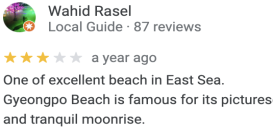 Wahid Rasel
Local Guide · 87 reviews
a year ago
One of excellent beach in East Sea.
Gyeongpo Beach is famous for its pictures
and tranquil moonrise.